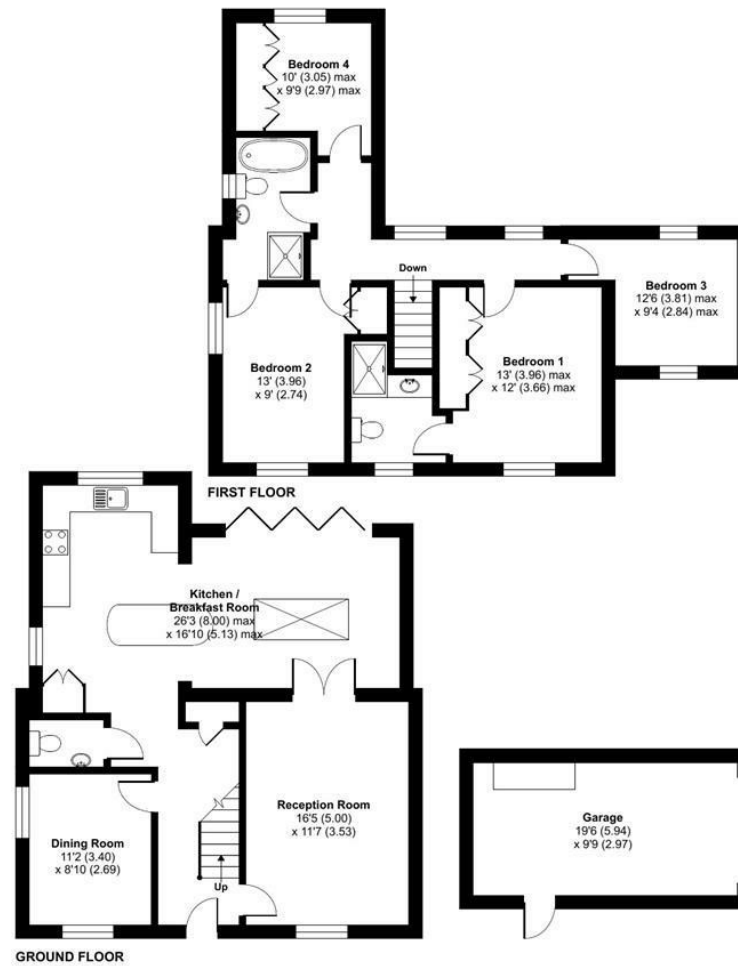 Bedroom 4
10' (3.05) max
x 9'9 (2.97) max
Down
Bedroom 3
12'6 (3.81) max
x 9'4 (2.84) max
Bedroom 2
13' (3.96)
x 9' (2.74)
Bedroom 1
13' (3.96) max
x 12' (3.66) max
FIRST FLOOR
Kitchen /
Breakfast Room
26'3 (8.00) max
x 16'10 (5.13) max
Reception Room
16'5 (5.00)
x 11'7 (3.53)
Dining Room
11'2 (3.40)
x 8'10 (2.69)
Up
Garage
19'6 (5.94)
x 9'9 (2.97)
GROUND FLOOR